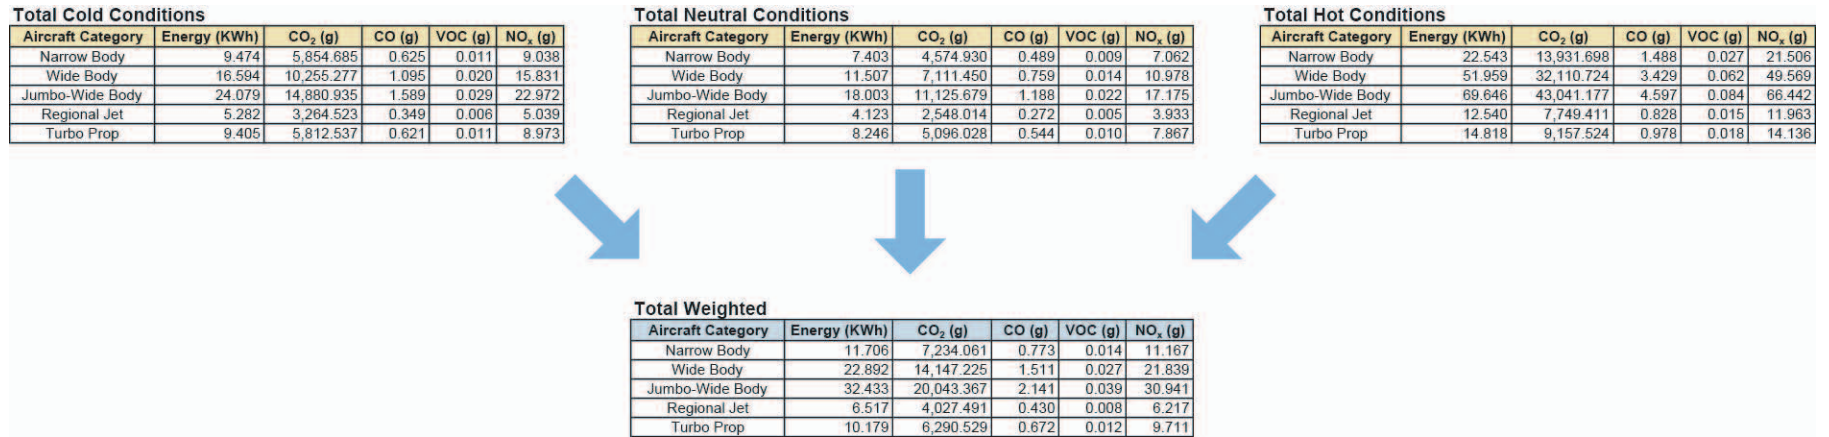 Total Cold Conditions
Aircraft Category Energy (KWh) CO₂ (g) CO (g) VOC (g) NOₓ (g)
Narrow Body 9.474 5,854.685 0.625 0.011 9.038
Wide Body 16.594 10,255.277 1.095 0.020 15.831
Jumbo-Wide Body 24.079 14,880.935 1.589 0.029 22.972
Regional Jet 5.282 3,264.523 0.349 0.006 5.039
Turbo Prop 9.405 5,812.537 0.621 0.011 8.973
Total Neutral Conditions
Aircraft Category Energy (KWh) CO₂ (g) CO (g) VOC (g) NOₓ (g)
Narrow Body 7.403 4,574.930 0.489 0.009 7.062
Wide Body 11.507 7,111.450 0.759 0.014 10.978
Jumbo-Wide Body 18.003 11,125.679 1.188 0.022 17.175
Regional Jet 4.123 2,548.014 0.272 0.005 3.933
Turbo Prop 8.246 5,096.028 0.544 0.010 7.867
Total Hot Conditions
Aircraft Category Energy (KWh) CO₂ (g) CO (g) VOC (g) NOₓ (g)
Narrow Body 22.543 13,931.698 1.488 0.027 21.506
Wide Body 51.959 32,110.724 3.429 0.062 49.569
Jumbo-Wide Body 69.646 43,041.177 4.597 0.084 66.442
Regional Jet 12.540 7,749.411 0.828 0.015 11.963
Turbo Prop 14.818 9,157.524 0.978 0.018 14.136
Total Weighted
Aircraft Category Energy (KWh) CO₂ (g) CO (g) VOC (g) NOₓ (g)
Narrow Body 11.706 7,234.061 0.773 0.014 11.167
Wide Body 22.892 14,147.225 1.511 0.027 21.839
Jumbo-Wide Body 32.433 20,043.367 2.141 0.039 30.941
Regional Jet 6.517 4,027.491 0.430 0.008 6.217
Turbo Prop 10.179 6,290.529 0.672 0.012 9.711